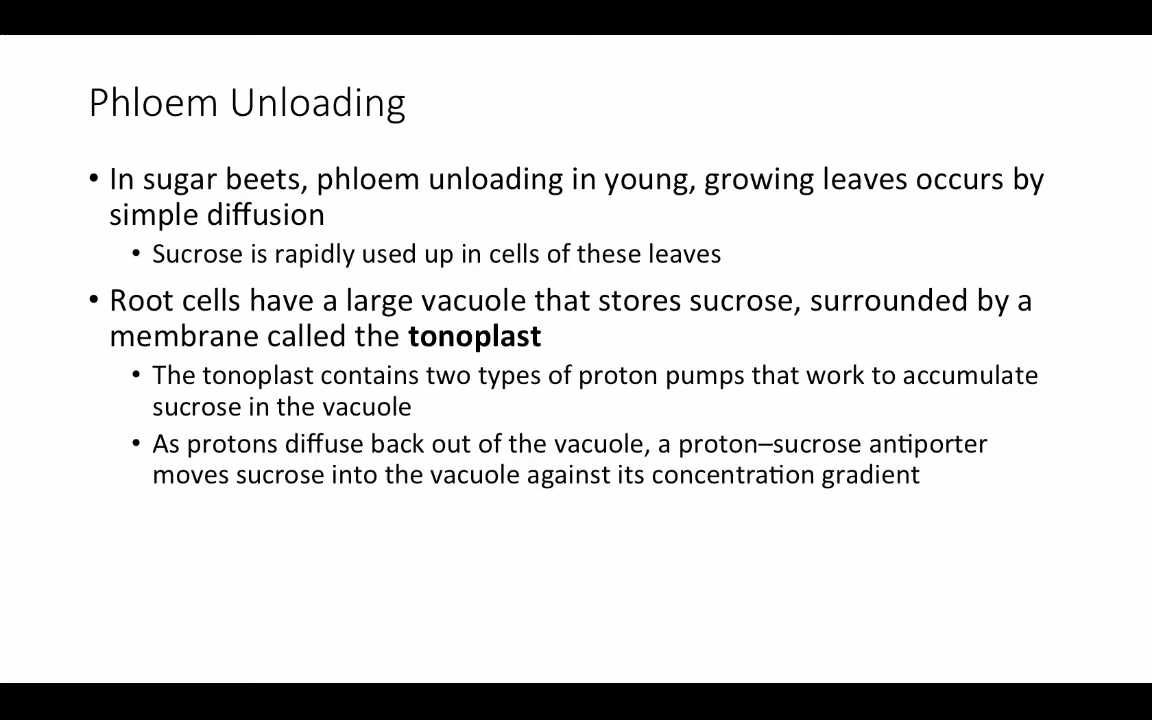 Phloem Unloading
• In sugar beets, phloem unloading in young, growing leaves occurs by
simple diffusion
• Sucrose is rapidly used up in cells of these leaves
• Root cells have a large vacuole that stores sucrose, surrounded by a
membrane called the tonoplast
• The tonoplast contains two types of proton pumps that work to accumulate
sucrose in the vacuole
• As protons diffuse back out of the vacuole, a proton–sucrose antiporter
moves sucrose into the vacuole against its concentration gradient